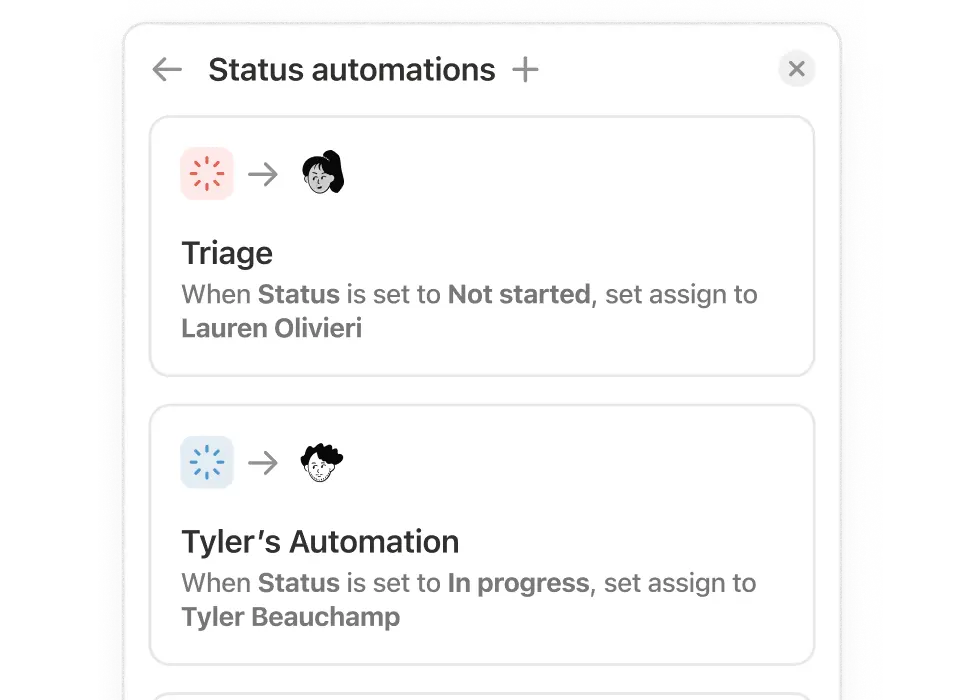 Status automations
Triage
When Status is set to Not started, set assign to
Lauren Olivieri
Tyler’s Automation
When Status is set to In progress, set assign to
Tyler Beauchamp